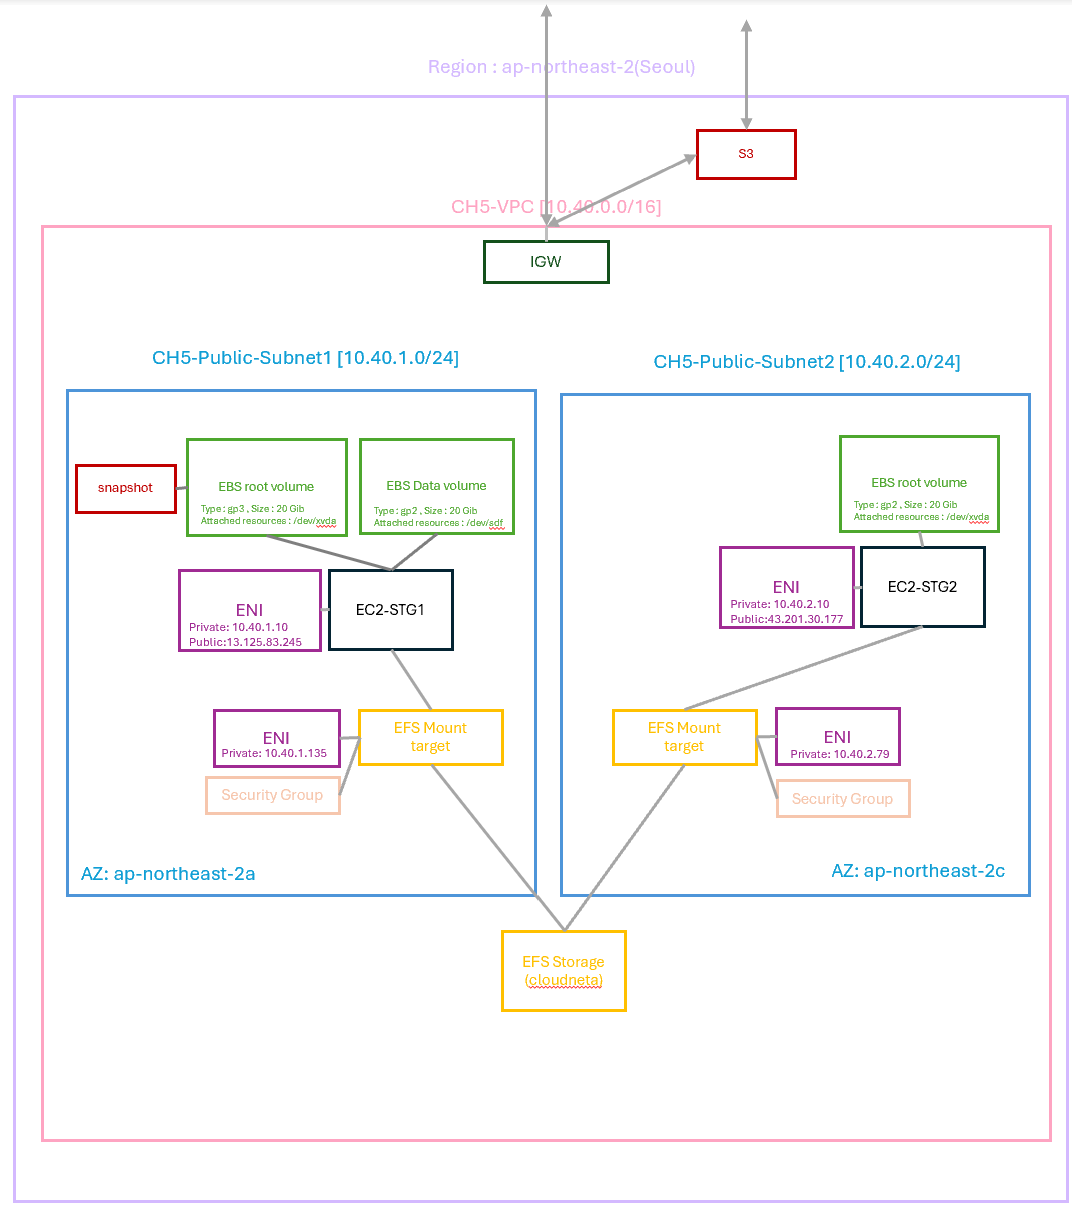 Region : ap-northeast-2(Seoul)
S3
CH5-VPC [10.40.0.0/16]
IGW
CH5-Public-Subnet1 [10.40.1.0/24]
CH5-Public-Subnet2 [10.40.2.0/24]
snapshot
EBS root volume
Type : gp3 , Size : 20 Gib
Attached resources : /dev/xvda
EBS Data volume
Type : gp2 , Size : 20 Gib
Attached resources : /dev/sdf
EBS root volume
Type : gp2 , Size : 20 Gib
Attached resources : /dev/xvda
ENI
Private: 10.40.1.10
Public:13.125.83.245
EC2-STG1
ENI
Private: 10.40.2.10
Public:43.201.30.177
EC2-STG2
ENI
Private: 10.40.1.135
EFS Mount
target
Security Group
EFS Mount
target
ENI
Private: 10.40.2.79
Security Group
AZ: ap-northeast-2a
AZ: ap-northeast-2c
EFS Storage
(cloudneta)